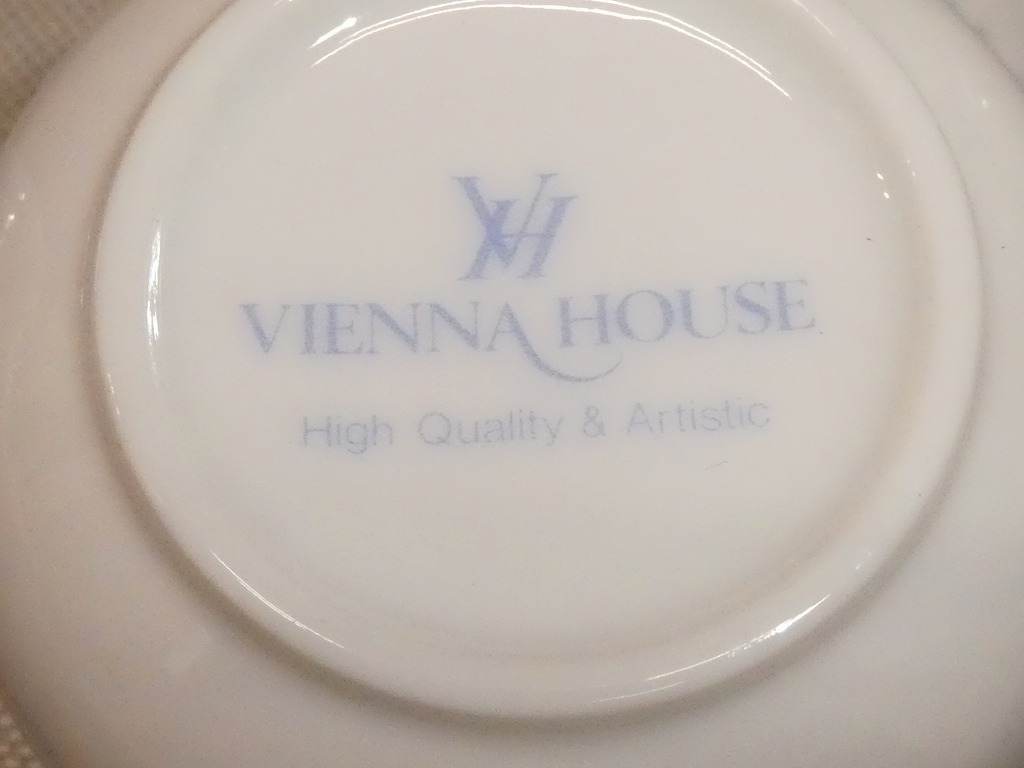 VH
VIENNA HOUSE
High Quality & Artistic